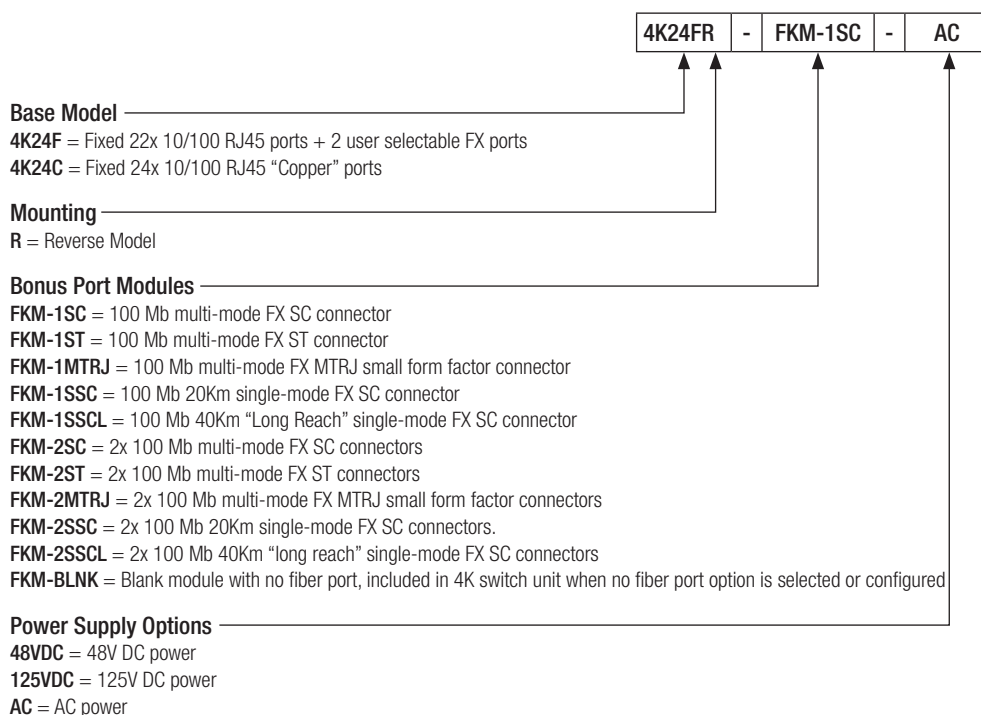 4K24FR - FKM-1SC - AC
Base Model
4K24F = Fixed 22x 10/100 RJ45 ports + 2 user selectable FX ports
4K24C = Fixed 24x 10/100 RJ45 “Copper” ports
Mounting
R = Reverse Model
Bonus Port Modules
FKM-1SC = 100 Mb multi-mode FX SC connector
FKM-1ST = 100 Mb multi-mode FX ST connector
FKM-1MTRJ = 100 Mb multi-mode FX MTRJ small form factor connector
FKM-1SSC = 100 Mb 20Km single-mode FX SC connector
FKM-1SSCL = 100 Mb 40Km “Long Reach” single-mode FX SC connector
FKM-2SC = 2x 100 Mb multi-mode FX SC connectors
FKM-2ST = 2x 100 Mb multi-mode FX ST connectors
FKM-2MTRJ = 2x 100 Mb multi-mode FX MTRJ small form factor connectors
FKM-2SSC = 2x 100 Mb 20Km single-mode FX SC connectors.
FKM-2SSCL = 2x 100 Mb 40Km “long reach” single-mode FX SC connectors
FKM-BLNK = Blank module with no fiber port, included in 4K switch unit when no fiber port option is selected or configured
Power Supply Options
48VDC = 48V DC power
125VDC = 125V DC power
AC = AC power